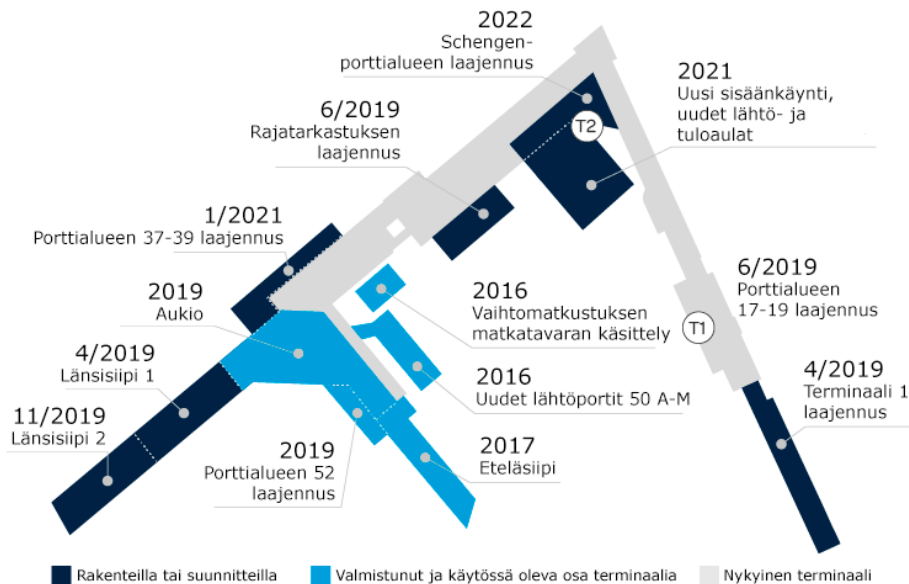 2022
Schengen-
porttialueen laajennus
2021
Uusi sisäänkäynti,
uudet lähtö- ja
tuloaulat
6/2019
Rajatarkastuksen
laajennus
T2
1/2021
Porttialueen 37-39 laajennus
2019
Aukio
4/2019
Länsisiipi 1
11/2019
Länsisiipi 2
2016
Vaihtomatkustuksen
matkatavaran käsittely
2016
Uudet lähtöportit 50 A-M
2017
Eteläsiipi
2019
Porttialueen 52
laajennus
6/2019
Porttialueen
17-19 laajennus
T1
4/2019
Terminaali 1
laajennus
Rakenteilla tai suunnitteilla
Valmistunut ja käytössä oleva osa terminaalia
Nykyinen terminaali